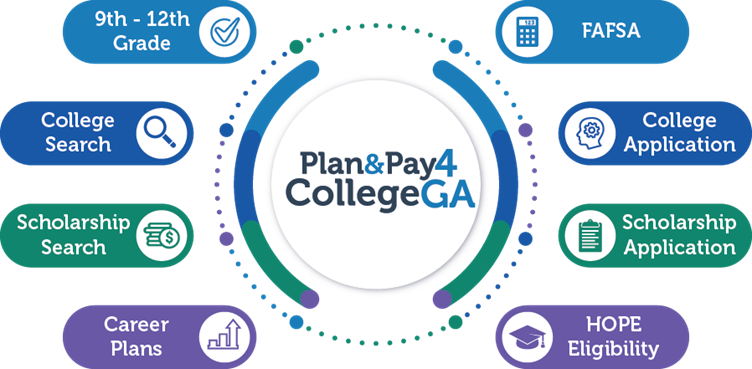 9th - 12th
Grade
College
Search
Scholarship
Search
Career
Plans
Plan&Pay4
CollegeGA
123
FAFSA
College
Application
Scholarship
Application
HOPE
Eligibility